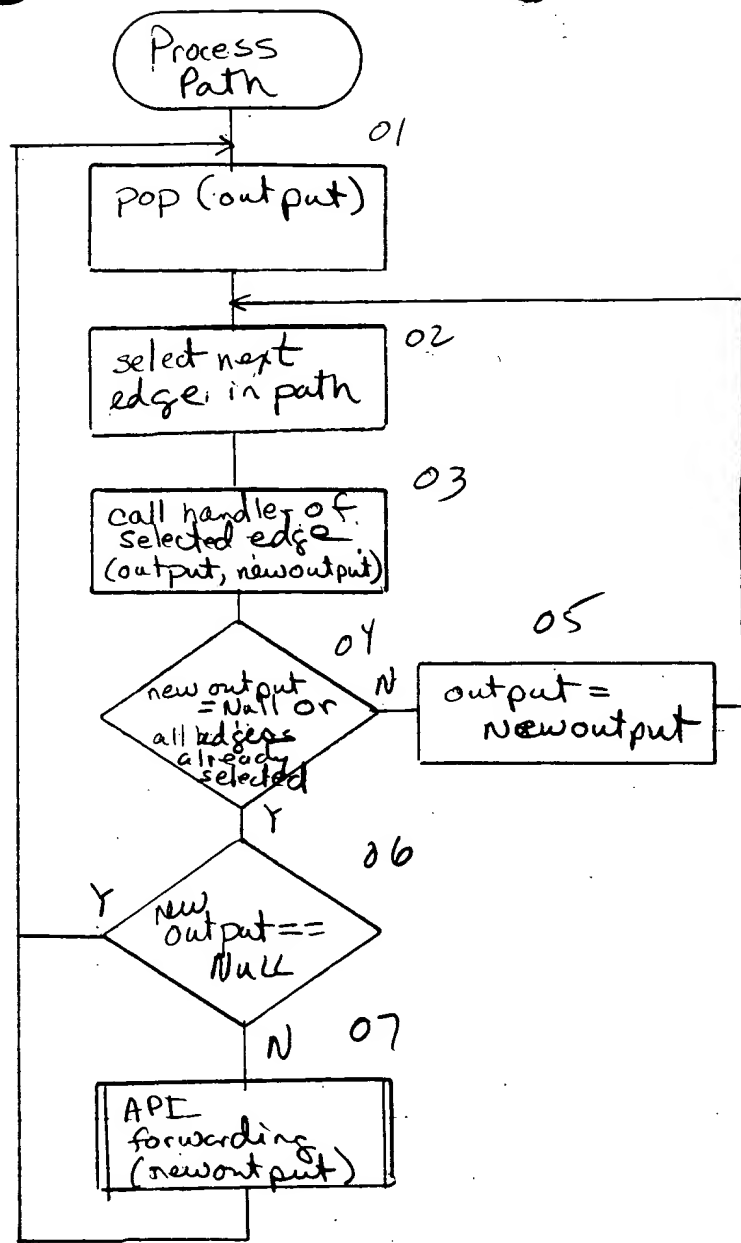 Process
Path
01
pop (output)
02
select next
edge in path
03
call handler of
selected edge
(output, newoutput)
04
new output
= Null or
all edges
already
selected
N
05
output =
Newoutput
Y
06
Y
new
output ==
Null
N
07
API
forwarding
(newoutput)